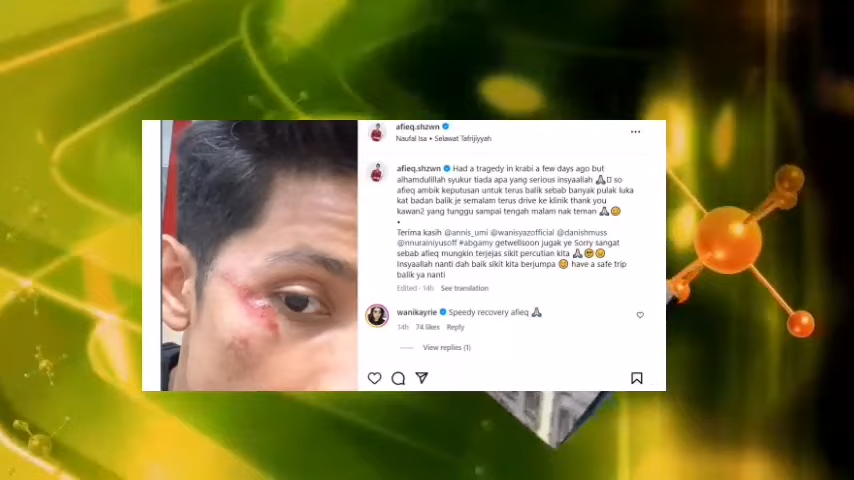 afieq.shzwn
Naufal Isa • Selawat Tafrijiyyah
afieq.shzwn Had a tragedy in krabi a few days ago but
alhamdulillah syukur tiada apa yang serious insyaallah 🙏🏻 so
afieq ambik keputusan untuk terus balik sebab banyak pulak luka
kat badan balik je semalam terus drive ke klinik thank you
kawan2 yang tunggu sampai tengah malam nak teman 🙏😊
•
Terima kasih @annis_umi @wanisyazofficial @danishmuss
@nnurainiyusoff #abgamy getwellsoon jugak ye Sorry sangat
sebab afieq mungkin terjejas sikit percutian kita 🙏😎😊
Insyaallah nanti dah baik sikit kita berjumpa 😊 have a safe trip
balik ya nanti
Edited · 14h See translation
wanikayrie Speedy recovery afieq 🙏
14h 74 likes Reply
View replies (1)